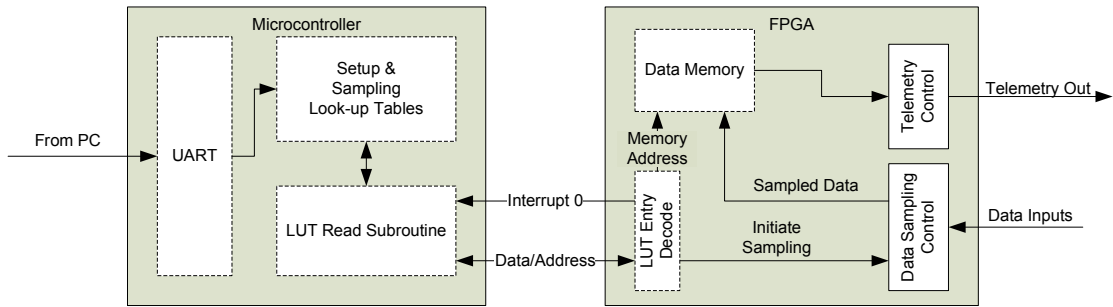 Microcontroller
FPGA
Setup &
Sampling
Look-up Tables
Data Memory
Telemetry
Control
Telemetry Out
From PC
UART
Memory
Address
LUT Read Subroutine
Interrupt 0
Data/Address
LUT Entry
Decode
Sampled Data
Initiate
Sampling
Data Sampling
Control
Data Inputs